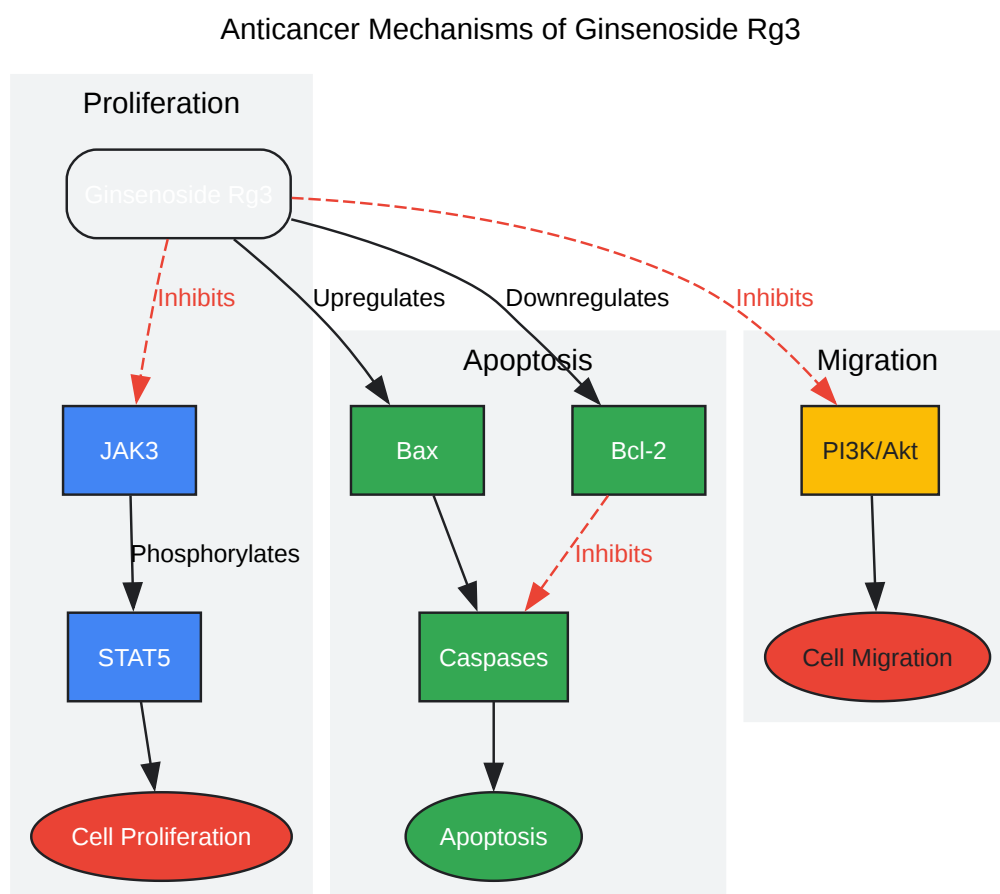 Anticancer Mechanisms of Ginsenoside Rg3
Proliferation
Ginsenoside Rg3
Inhibits
Upregulates
Downregulates
Inhibits
Apoptosis
Migration
JAK3
Bax
Bcl-2
PI3K/Akt
Phosphorylates
Inhibits
STAT5
Caspases
Cell Migration
Cell Proliferation
Apoptosis